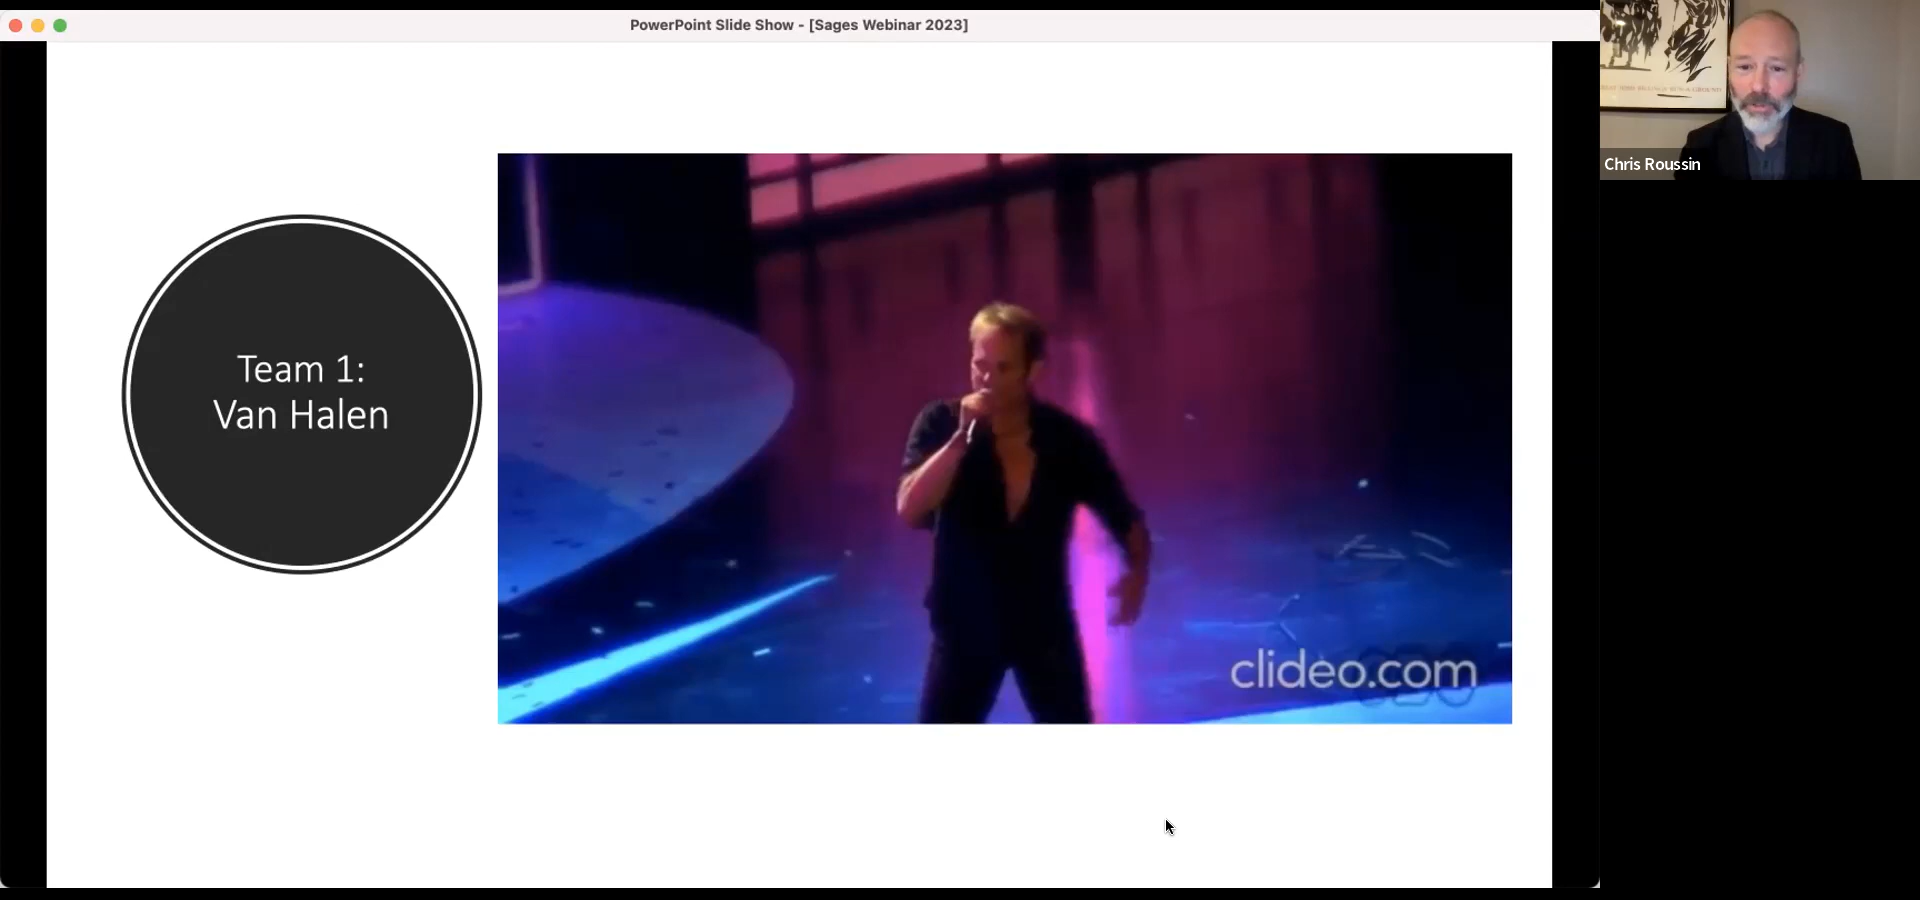 PowerPoint Slide Show - [Sages Webinar 2023]
Team 1:
Van Halen
clideo.com
Chris Roussin